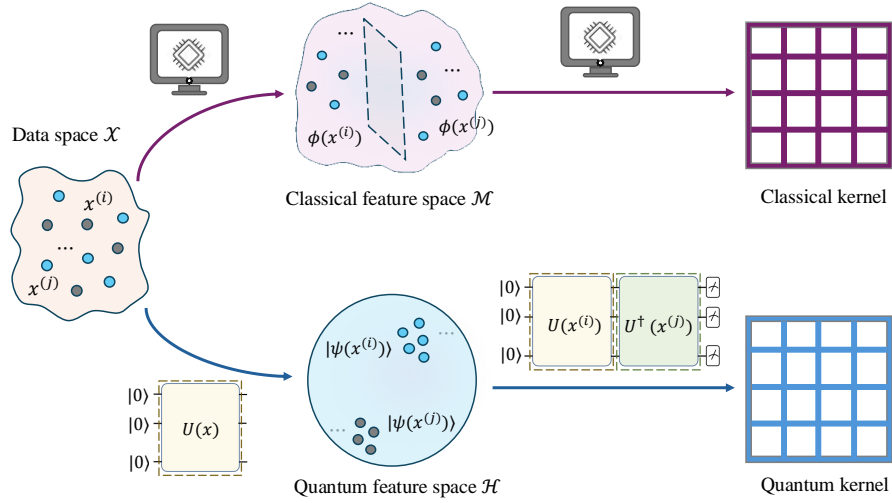 Data space 𝒳
x^(i)
...
x^(j)
...
...
ϕ(x^(i))
ϕ(x^(j))
Classical feature space ℳ
Classical kernel
|0⟩
|0⟩
|0⟩
U(x)
|ψ(x^(i))⟩
...
...
|ψ(x^(j))⟩
Quantum feature space ℋ
|0⟩
|0⟩
|0⟩
U(x^(i))
U^†(x^(j))
Quantum kernel